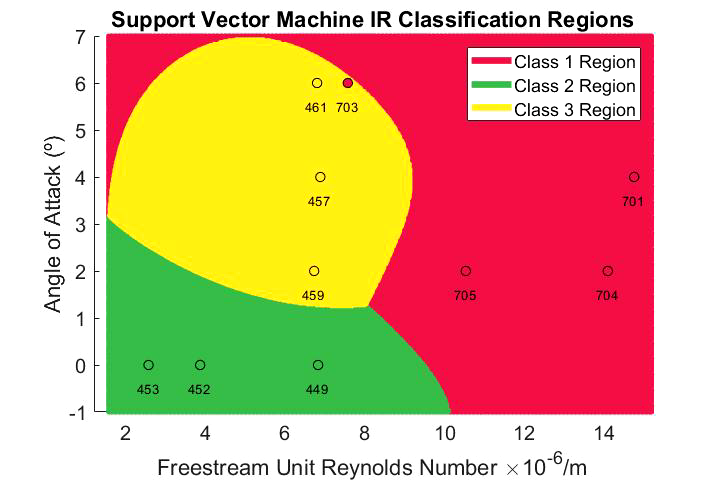 Support Vector Machine IR Classification Regions
Class 1 Region
Class 2 Region
Class 3 Region
Angle of Attack (º)
7
6
5
4
3
2
1
0
-1
461 703
457
701
459
705
704
453
452
449
2 4 6 8 10 12 14
Freestream Unit Reynolds Number ×10^-6/m